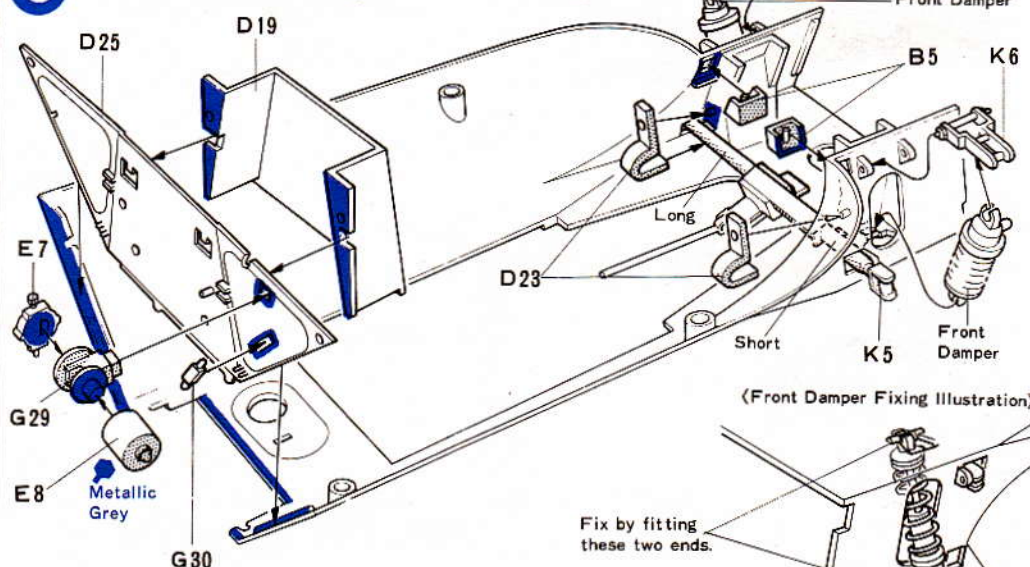 Front Damper
D25
D19
B5
K6
E7
Long
D23
Short
K5
Front
Damper
G29
(Front Damper Fixing Illustration)
E8
Metallic
Grey
Fix by fitting
these two ends.
G30